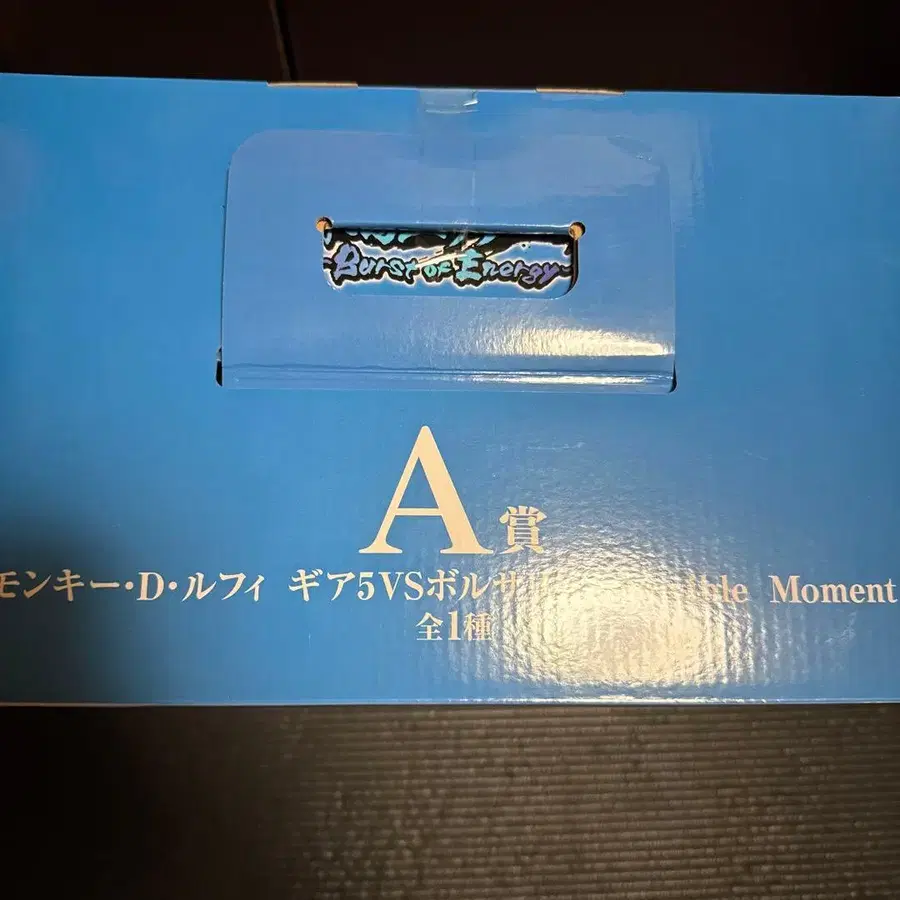 -Burst of Energy-
A賞
モンキー・D・ルフィ ギア5VSボルサ Moment
全1種